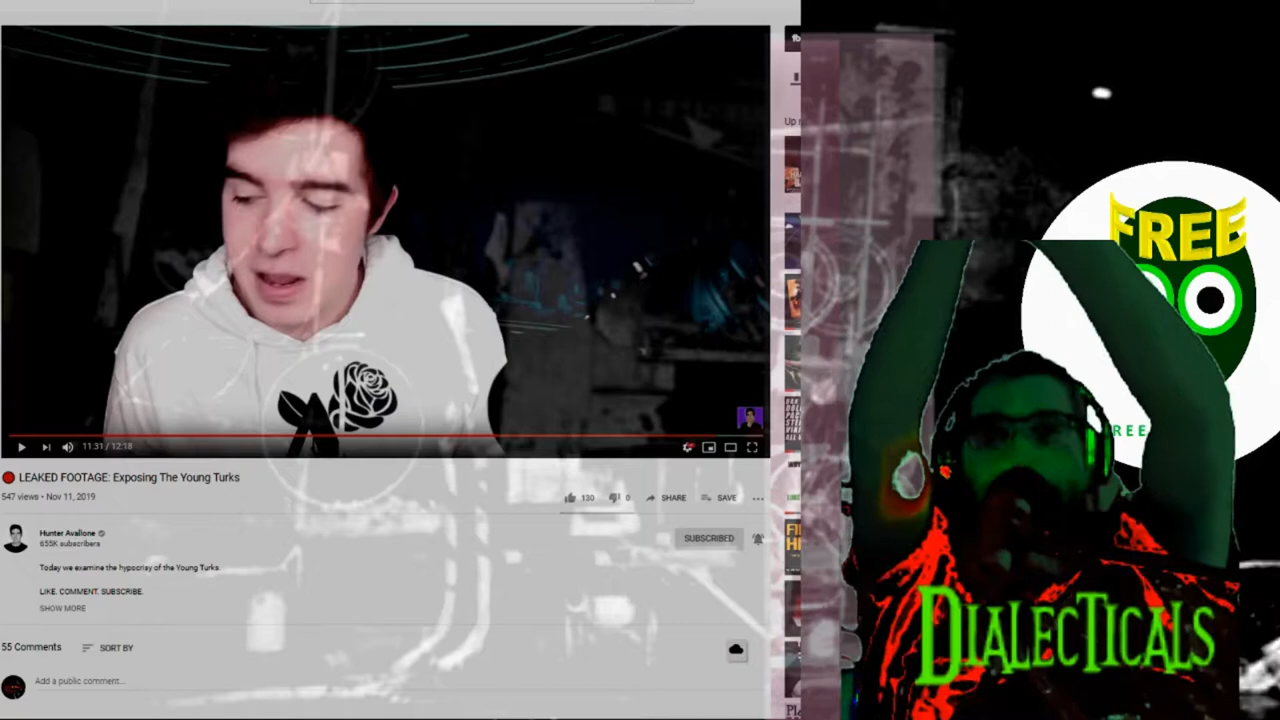 11:31 / 12:18
LEAKED FOOTAGE: Exposing The Young Turks
547 views • Nov 11, 2019
130
0
SHARE
SAVE
Hunter Avallone
655K subscribers
SUBSCRIBED
Today we examine the hypocrisy of the Young Turks.
LIKE. COMMENT. SUBSCRIBE.
SHOW MORE
55 Comments
SORT BY
Add a public comment...
Up
FREE
FREE
DIALECTICALS